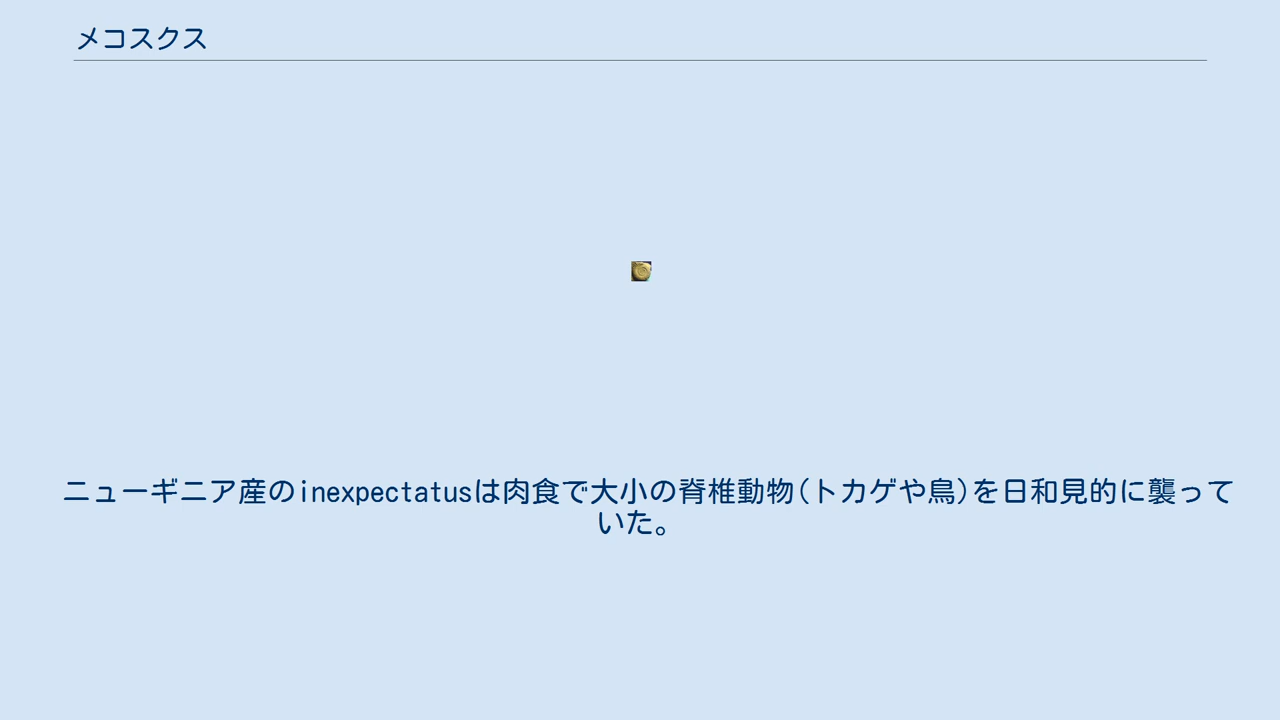 メコスクス
ニューギニア産のinexpectatusは肉食で大小の脊椎動物(トカゲや鳥)を日和見的に襲って
いた。